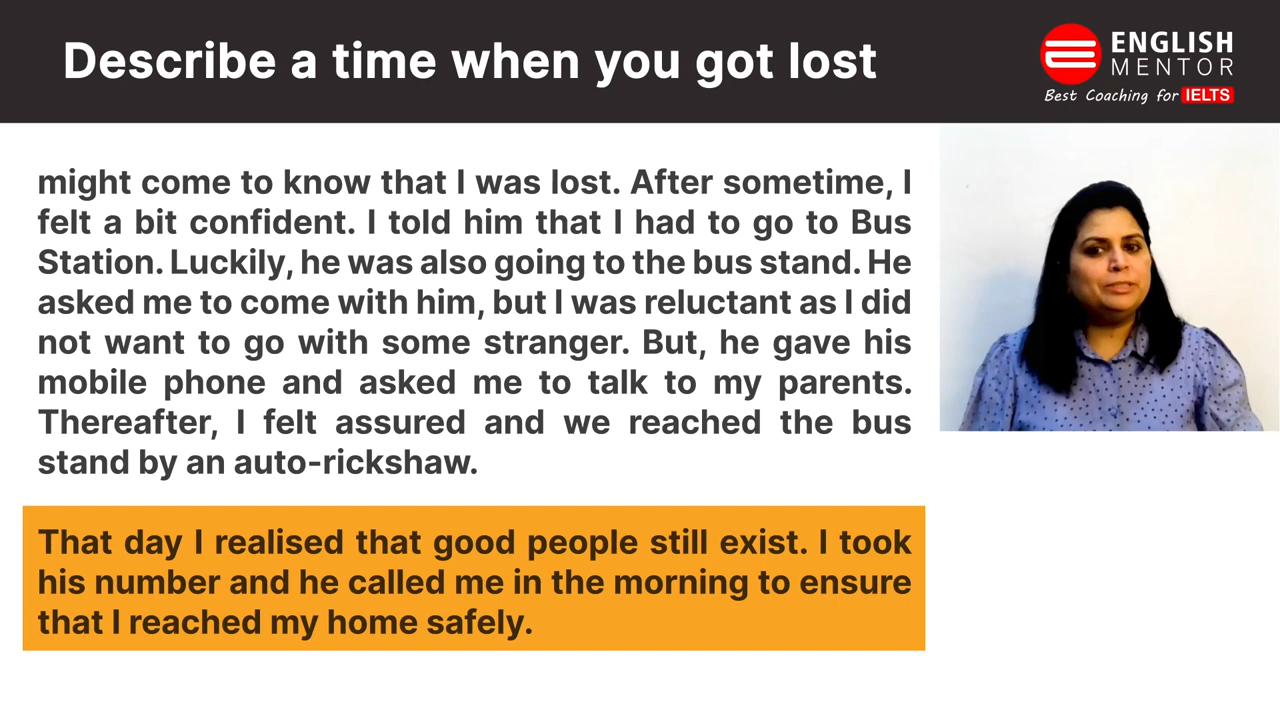 Describe a time when you got lost
ENGLISH
MENTOR
Best Coaching for IELTS
might come to know that I was lost. After sometime, I
felt a bit confident. I told him that I had to go to Bus
Station. Luckily, he was also going to the bus stand. He
asked me to come with him, but I was reluctant as I did
not want to go with some stranger. But, he gave his
mobile phone and asked me to talk to my parents.
Thereafter, I felt assured and we reached the bus
stand by an auto-rickshaw.
That day I realised that good people still exist. I took
his number and he called me in the morning to ensure
that I reached my home safely.